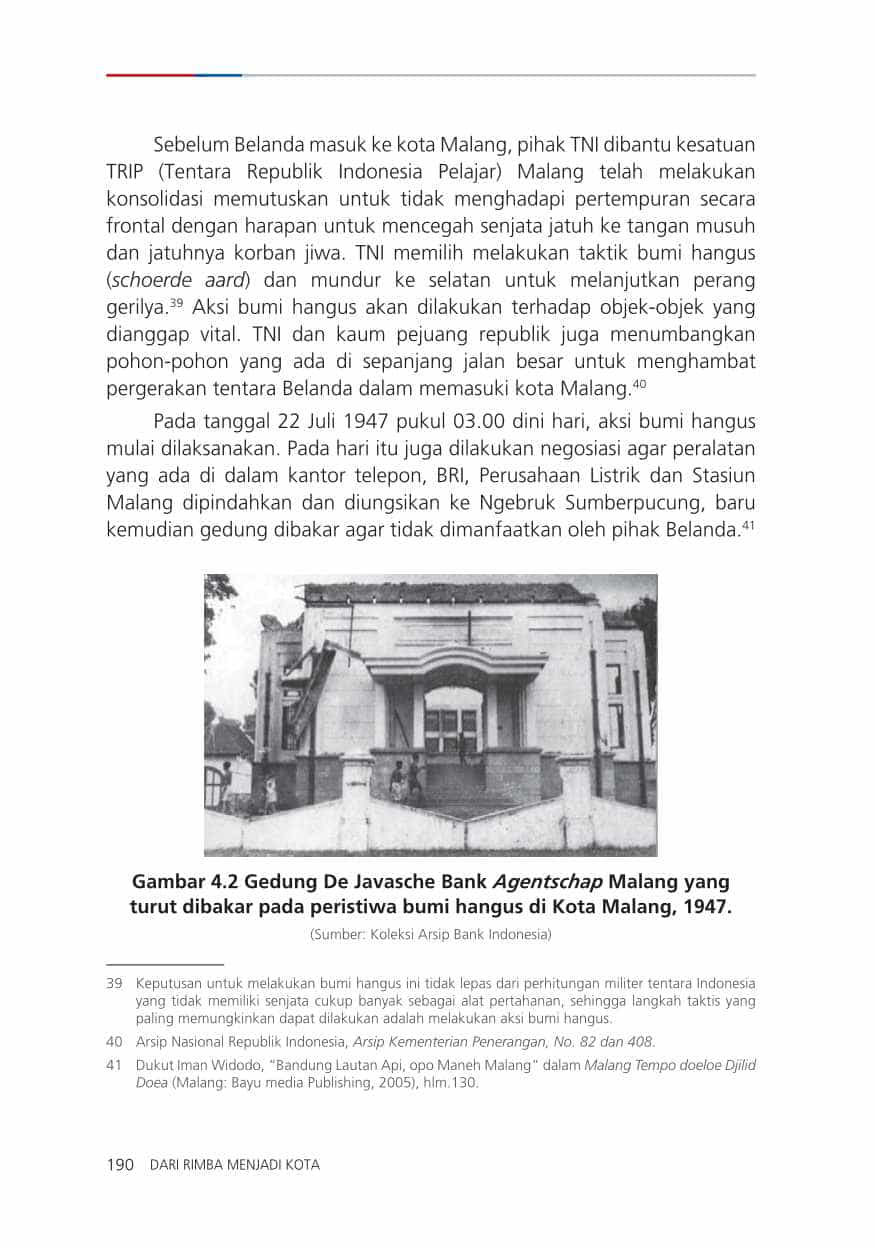 Sebelum Belanda masuk ke kota Malang, pihak TNI dibantu kesatuan
TRIP (Tentara Republik Indonesia Pelajar) Malang telah melakukan
konsolidasi memutuskan untuk tidak menghadapi pertempuran secara
frontal dengan harapan untuk mencegah senjata jatuh ke tangan musuh
dan jatuhnya korban jiwa. TNI memilih melakukan taktik bumi hangus
(schoerde aard) dan mundur ke selatan untuk melanjutkan perang
gerilya.39 Aksi bumi hangus akan dilakukan terhadap objek-objek yang
dianggap vital. TNI dan kaum pejuang republik juga menumbangkan
pohon-pohon yang ada di sepanjang jalan besar untuk menghambat
pergerakan tentara Belanda dalam memasuki kota Malang.40
Pada tanggal 22 Juli 1947 pukul 03.00 dini hari, aksi bumi hangus
mulai dilaksanakan. Pada hari itu juga dilakukan negosiasi agar peralatan
yang ada di dalam kantor telepon, BRI, Perusahaan Listrik dan Stasiun
Malang dipindahkan dan diungsikan ke Ngebruk Sumberpucung, baru
kemudian gedung dibakar agar tidak dimanfaatkan oleh pihak Belanda.41
Gambar 4.2 Gedung De Javasche Bank Agentschap Malang yang
turut dibakar pada peristiwa bumi hangus di Kota Malang, 1947.
(Sumber: Koleksi Arsip Bank Indonesia)
39 Keputusan untuk melakukan bumi hangus ini tidak lepas dari perhitungan militer tentara Indonesia
yang tidak memiliki senjata cukup banyak sebagai alat pertahanan, sehingga langkah taktis yang
paling memungkinkan dapat dilakukan adalah melakukan aksi bumi hangus.
40 Arsip Nasional Republik Indonesia, Arsip Kementerian Penerangan, No. 82 dan 408.
41 Dukut Iman Widodo, “Bandung Lautan Api, opo Maneh Malang” dalam Malang Tempo doeloe Djilid
Doea (Malang: Bayu media Publishing, 2005), hlm.130.
190 DARI RIMBA MENJADI KOTA